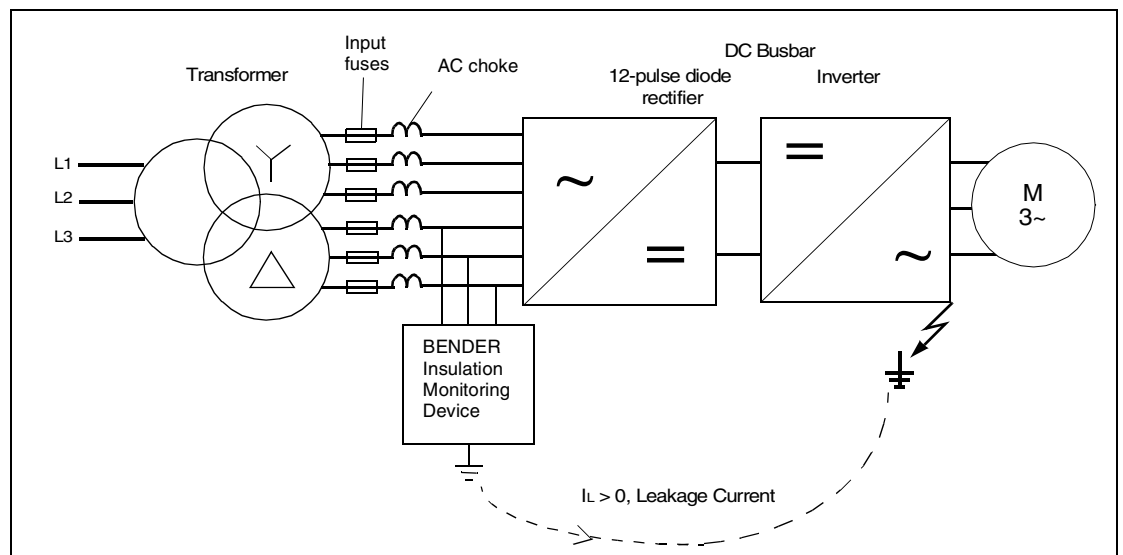 DC Busbar
Input
fuses
AC choke
Transformer
12-pulse diode
rectifier
Inverter
L1
L2
L3
M
3~
BENDER
Insulation
Monitoring
Device
IL > 0, Leakage Current